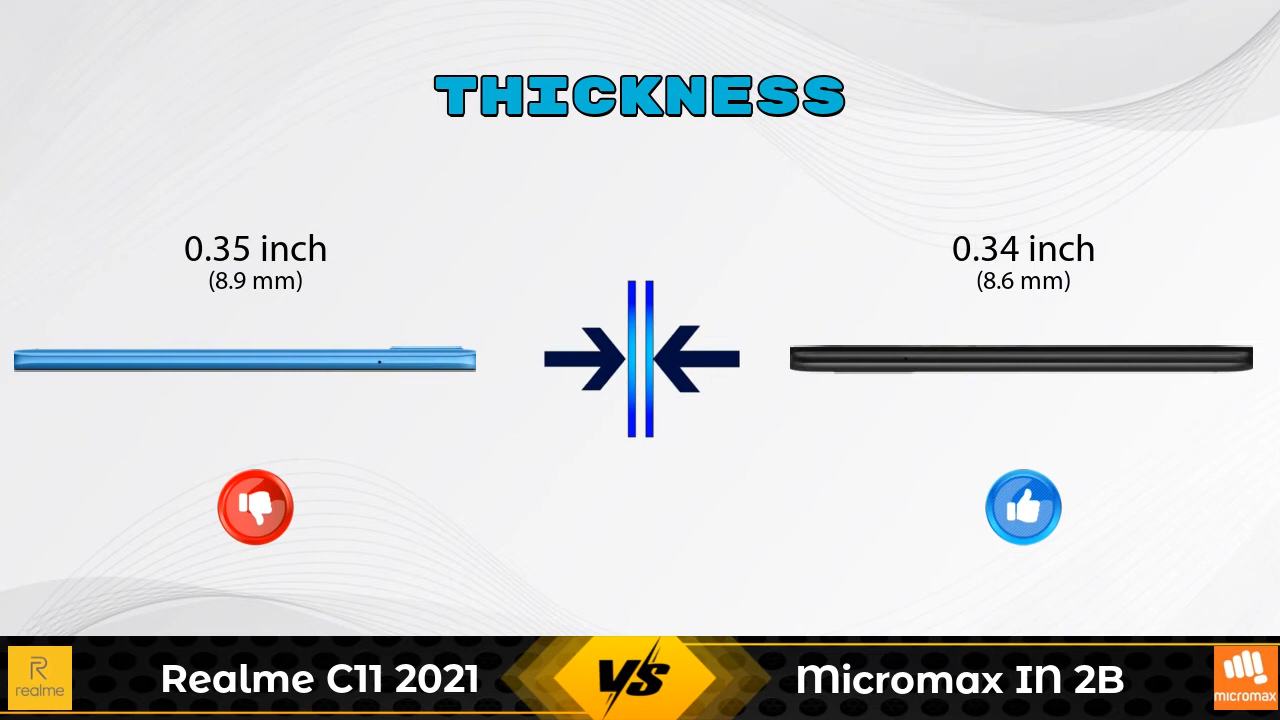 THICKNESS
0.35 inch
(8.9 mm)
0.34 inch
(8.6 mm)
realme
Realme C11 2021
VS
Micromax IN 2B
micromax